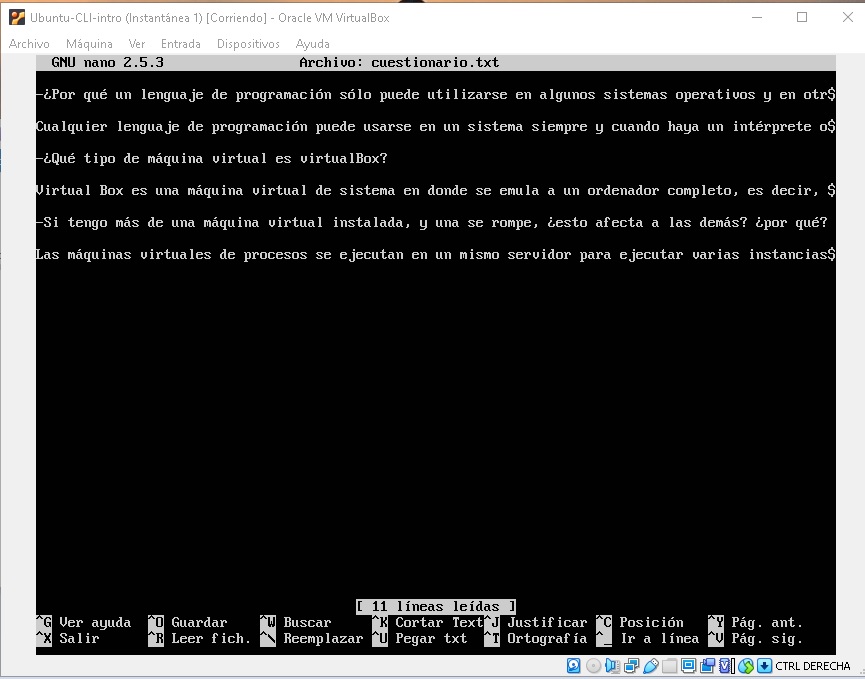 Ubuntu-CLI-intro (Instantánea 1) [Corriendo] - Oracle VM VirtualBox
Archivo Máquina Ver Entrada Dispositivos Ayuda
GNU nano 2.5.3 Archivo: cuestionario.txt
-¿Por qué un lenguaje de programación sólo puede utilizarse en algunos sistemas operativos y en otr$
Cualquier lenguaje de programación puede usarse en un sistema siempre y cuando haya un intérprete o$
-¿Qué tipo de máquina virtual es virtualBox?
Virtual Box es una máquina virtual de sistema en donde se emula a un ordenador completo, es decir, $
-Si tengo más de una máquina virtual instalada, y una se rompe, ¿esto afecta a las demás? ¿por qué?
Las máquinas virtuales de procesos se ejecutan en un mismo servidor para ejecutar varias instancias$
[ 11 líneas leídas ]
^G Ver ayuda ^O Guardar ^W Buscar ^K Cortar Text ^J Justificar ^C Posición ^Y Pág. ant.
^X Salir ^R Leer fich. ^\ Reemplazar ^U Pegar txt ^T Ortografía ^_ Ir a línea ^V Pág. sig.
CTRL DERECHA